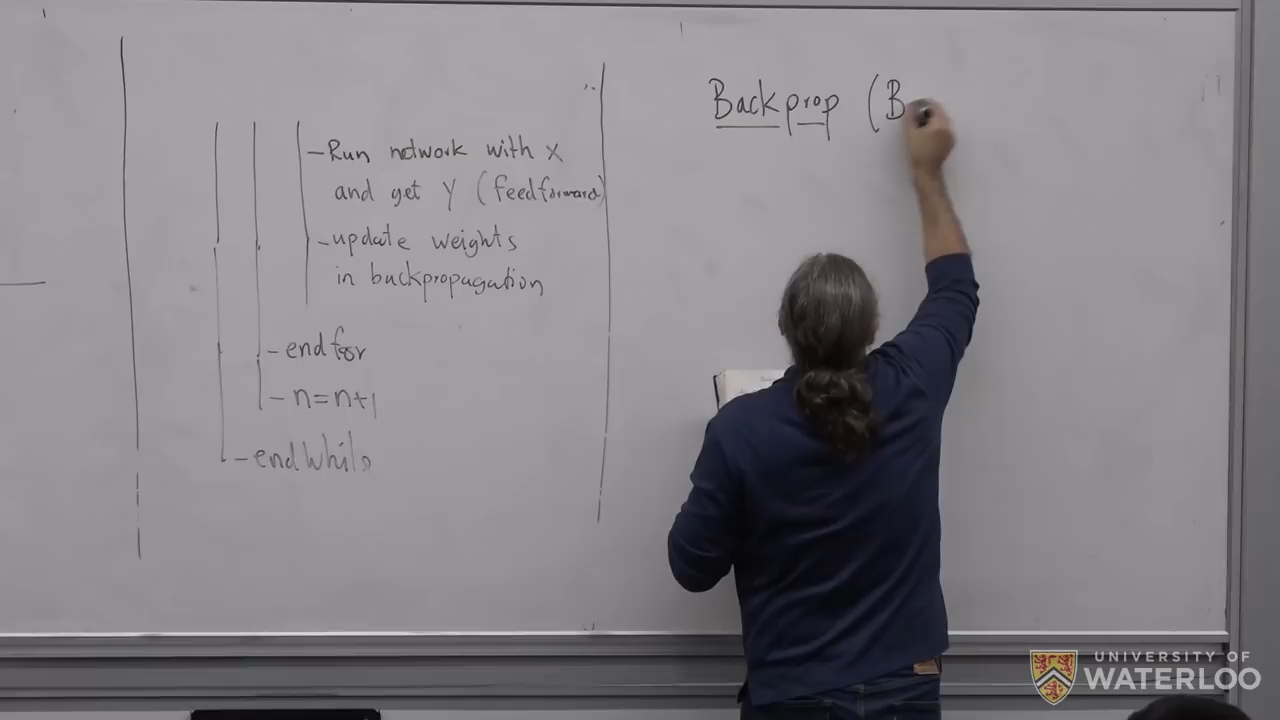 -Run network with x
and get Y (feedforward)
-update weights
in backpropagation
-end for
- n=n+1
-end while
Backprop (B
UNIVERSITY OF
WATERLOO